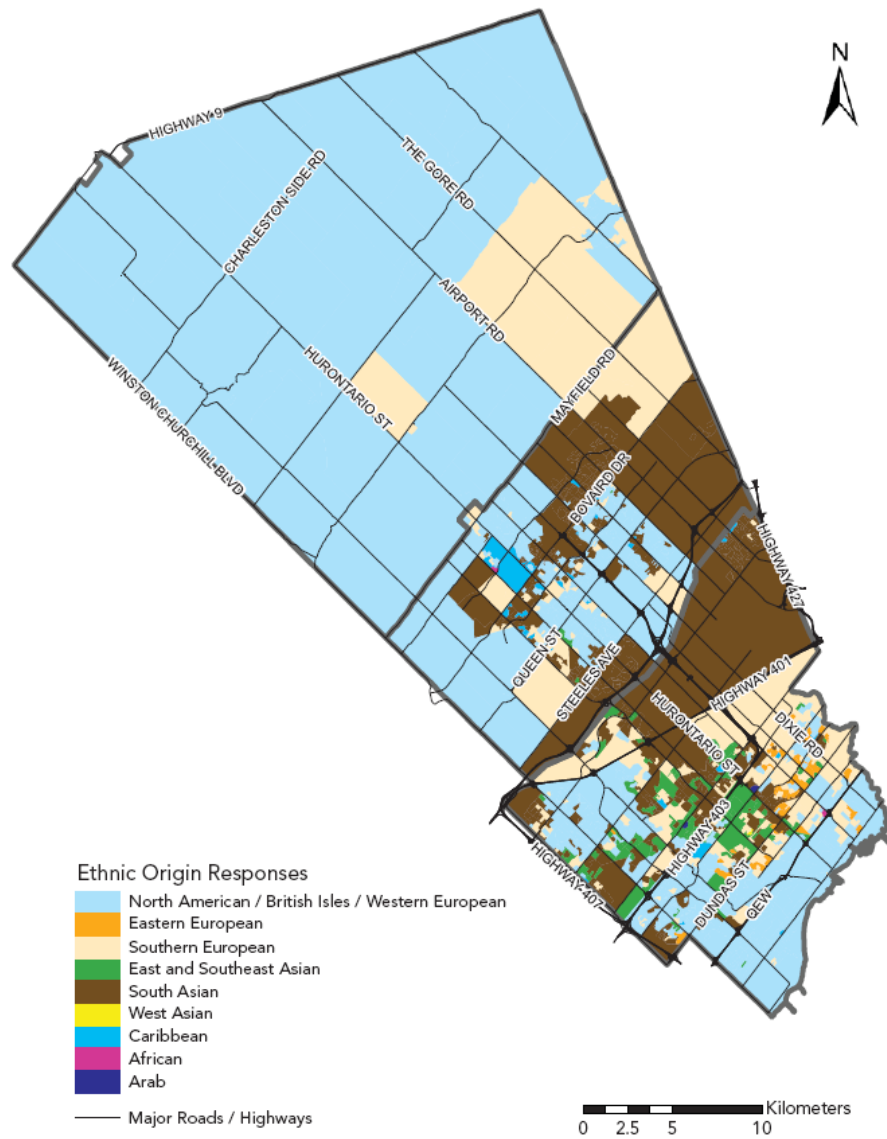 N
HIGHWAY 9
THE GORE RD
CHARLESTON SIDE RD
AIRPORT RD
HURONTARIO ST
MAYFIELD RD
WINSTON CHURCHILL BLVD
BOVAIRD DR
HIGHWAY 427
QUEEN ST
STEELES AVE
HIGHWAY 401
HURONTARIO ST
DIXIE RD
HIGHWAY 403
HIGHWAY 407
DUNDAS ST
QEW
Ethnic Origin Responses
North American / British Isles / Western European
Eastern European
Southern European
East and Southeast Asian
South Asian
West Asian
Caribbean
African
Arab
Major Roads / Highways
Kilometers
0 2.5 5 10